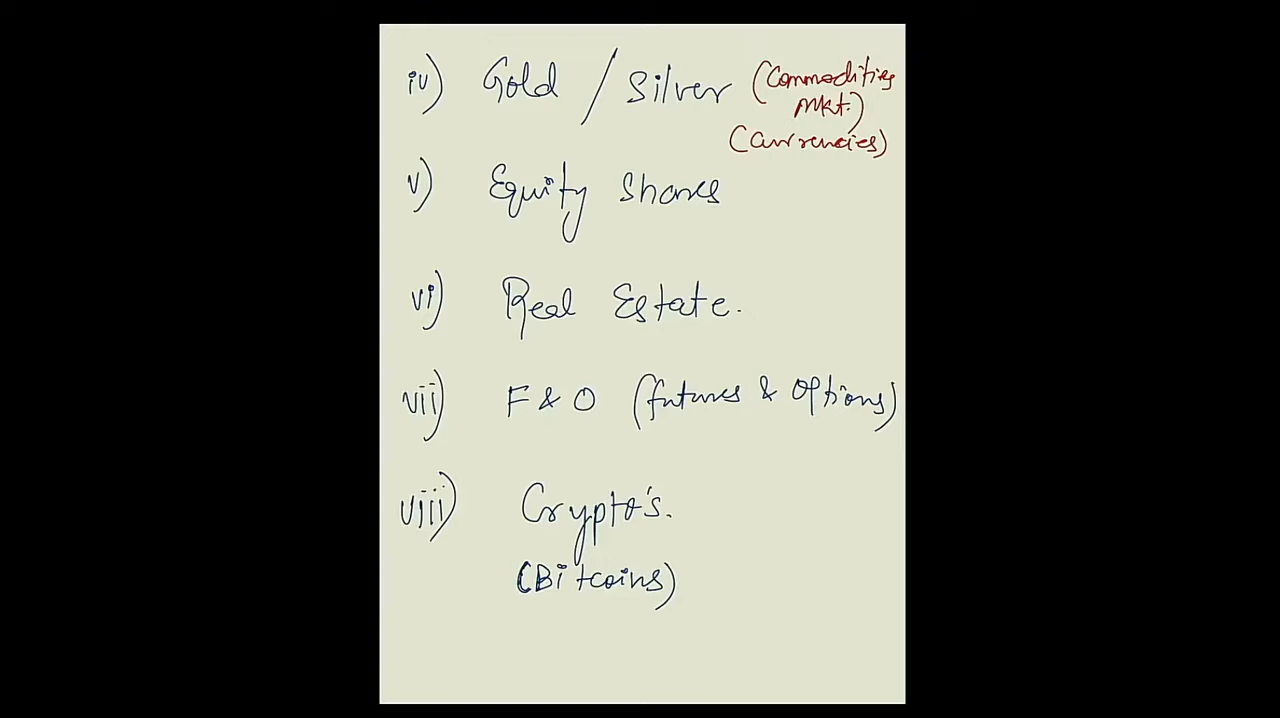 iv) Gold / Silver (Commodities
Mkt.)
(Currencies)
v) Equity Shares
vi) Real Estate.
vii) F & O (Futures & Options)
viii) Crypto's.
(Bitcoins)